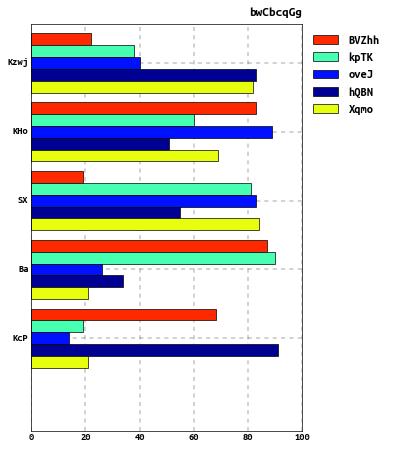 bwCbcqGg
BVZhh
kpTK
oveJ
hQBN
Xqmo
Kzwj
KHo
SX
Ba
KcP
0 20 40 60 80 100